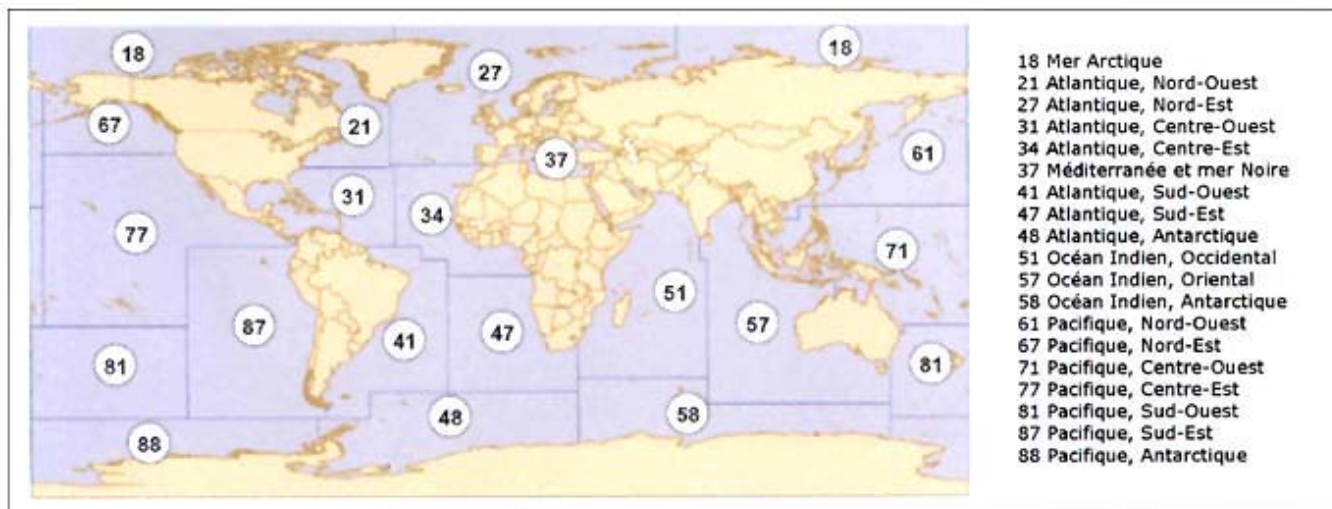 18
18
27
67
21
37
61
31
34
77
71
51
87
57
47
41
81
81
48
58
88
18 Mer Arctique
21 Atlantique, Nord-Ouest
27 Atlantique, Nord-Est
31 Atlantique, Centre-Ouest
34 Atlantique, Centre-Est
37 Méditerranée et mer Noire
41 Atlantique, Sud-Ouest
47 Atlantique, Sud-Est
48 Atlantique, Antarctique
51 Océan Indien, Occidental
57 Océan Indien, Oriental
58 Océan Indien, Antarctique
61 Pacifique, Nord-Ouest
67 Pacifique, Nord-Est
71 Pacifique, Centre-Ouest
77 Pacifique, Centre-Est
81 Pacifique, Sud-Ouest
87 Pacifique, Sud-Est
88 Pacifique, Antarctique